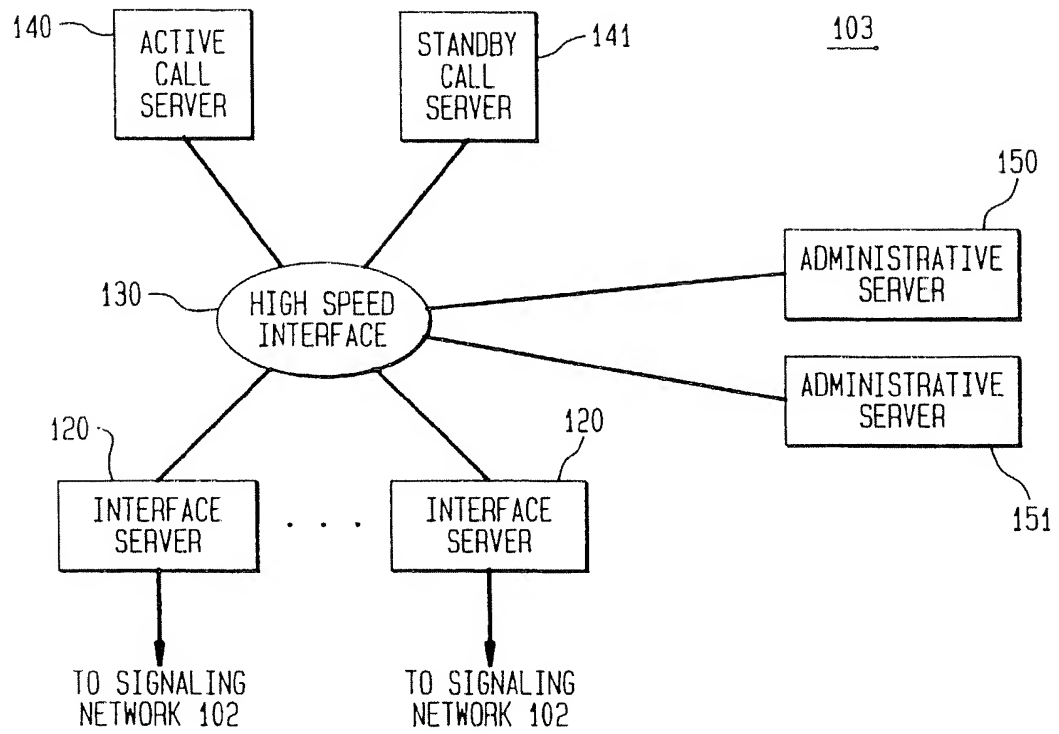 140
ACTIVE
CALL
SERVER
STANDBY
CALL
SERVER
141
103
150
ADMINISTRATIVE
SERVER
130
HIGH SPEED
INTERFACE
ADMINISTRATIVE
SERVER
151
120
INTERFACE
SERVER
. . . .
120
INTERFACE
SERVER
TO SIGNALING
NETWORK 102
TO SIGNALING
NETWORK 102